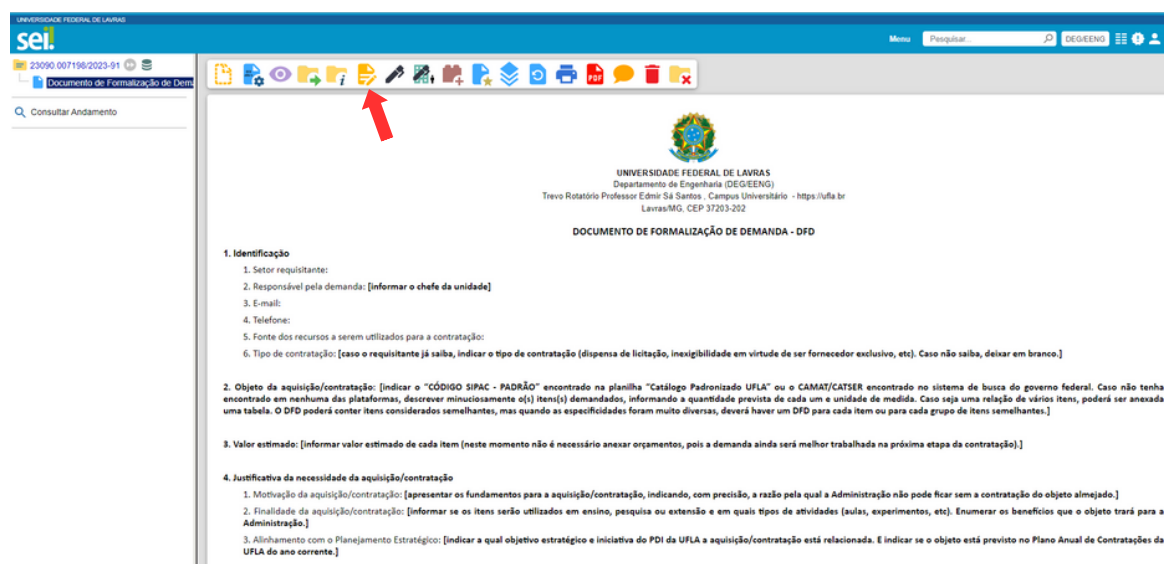 UNIVERSIDADE FEDERAL DE LAVRAS
sei!
Menu
Pesquisar...
DEG/EENG
23090.007198/2023-91
Documento de Formalização de Dema
Consultar Andamento
PDF
UNIVERSIDADE FEDERAL DE LAVRAS
Departamento de Engenharia (DEG/EENG)
Trevo Rotatório Professor Edmir Sá Santos , Campus Universitário - https://ufla.br
Lavras/MG, CEP 37203-202
DOCUMENTO DE FORMALIZAÇÃO DE DEMANDA - DFD
1. Identificação
1. Setor requisitante:
2. Responsável pela demanda: [informar o chefe da unidade]
3. E-mail:
4. Telefone:
5. Fonte dos recursos a serem utilizados para a contratação:
6. Tipo de contratação: [caso o requisitante já saiba, indicar o tipo de contratação (dispensa de licitação, inexigibilidade em virtude de ser fornecedor exclusivo, etc). Caso não saiba, deixar em branco.]
2. Objeto da aquisição/contratação: [indicar o "CÓDIGO SIPAC - PADRÃO" encontrado na planilha "Catálogo Padronizado UFLA" ou o CAMAT/CATSER encontrado no sistema de busca do governo federal. Caso não tenha
encontrado em nenhuma das plataformas, descrever minuciosamente o(s) itens(s) demandados, informando a quantidade prevista de cada um e unidade de medida. Caso seja uma relação de vários itens, poderá ser anexada
uma tabela. O DFD poderá conter itens considerados semelhantes, mas quando as especificidades foram muito diversas, deverá haver um DFD para cada item ou para cada grupo de itens semelhantes.]
3. Valor estimado: [informar valor estimado de cada item (neste momento não é necessário anexar orçamentos, pois a demanda ainda será melhor trabalhada na próxima etapa da contratação).]
4. Justificativa da necessidade da aquisição/contratação
1. Motivação da aquisição/contratação: [apresentar os fundamentos para a aquisição/contratação, indicando, com precisão, a razão pela qual a Administração não pode ficar sem a contratação do objeto almejado.]
2. Finalidade da aquisição/contratação: [informar se os itens serão utilizados em ensino, pesquisa ou extensão e em quais tipos de atividades (aulas, experimentos, etc). Enumerar os benefícios que o objeto trará para a
Administração.]
3. Alinhamento com o Planejamento Estratégico: [indicar a qual objetivo estratégico e iniciativa do PDI da UFLA a aquisição/contratação está relacionada. E indicar se o objeto está previsto no Plano Anual de Contratações da
UFLA do ano corrente.]